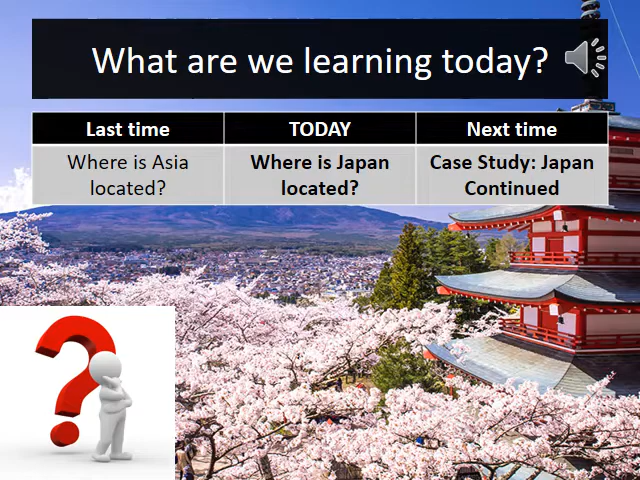 What are we learning today?
Last time
TODAY
Next time
Where is Asia
located?
Where is Japan
located?
Case Study: Japan
Continued